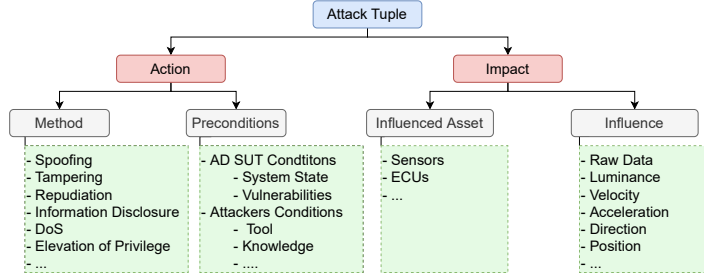 Attack Tuple
Action
Impact
Method
Preconditions
Influenced Asset
Influence
- Spoofing
- Tampering
- Repudiation
- Information Disclosure
- DoS
- Elevation of Privilege
- ...
- AD SUT Condtitons
- System State
- Vulnerabilities
- Attackers Conditions
- Tool
- Knowledge
- ....
- Sensors
- ECUs
- ...
- Raw Data
- Luminance
- Velocity
- Acceleration
- Direction
- Position
- ...